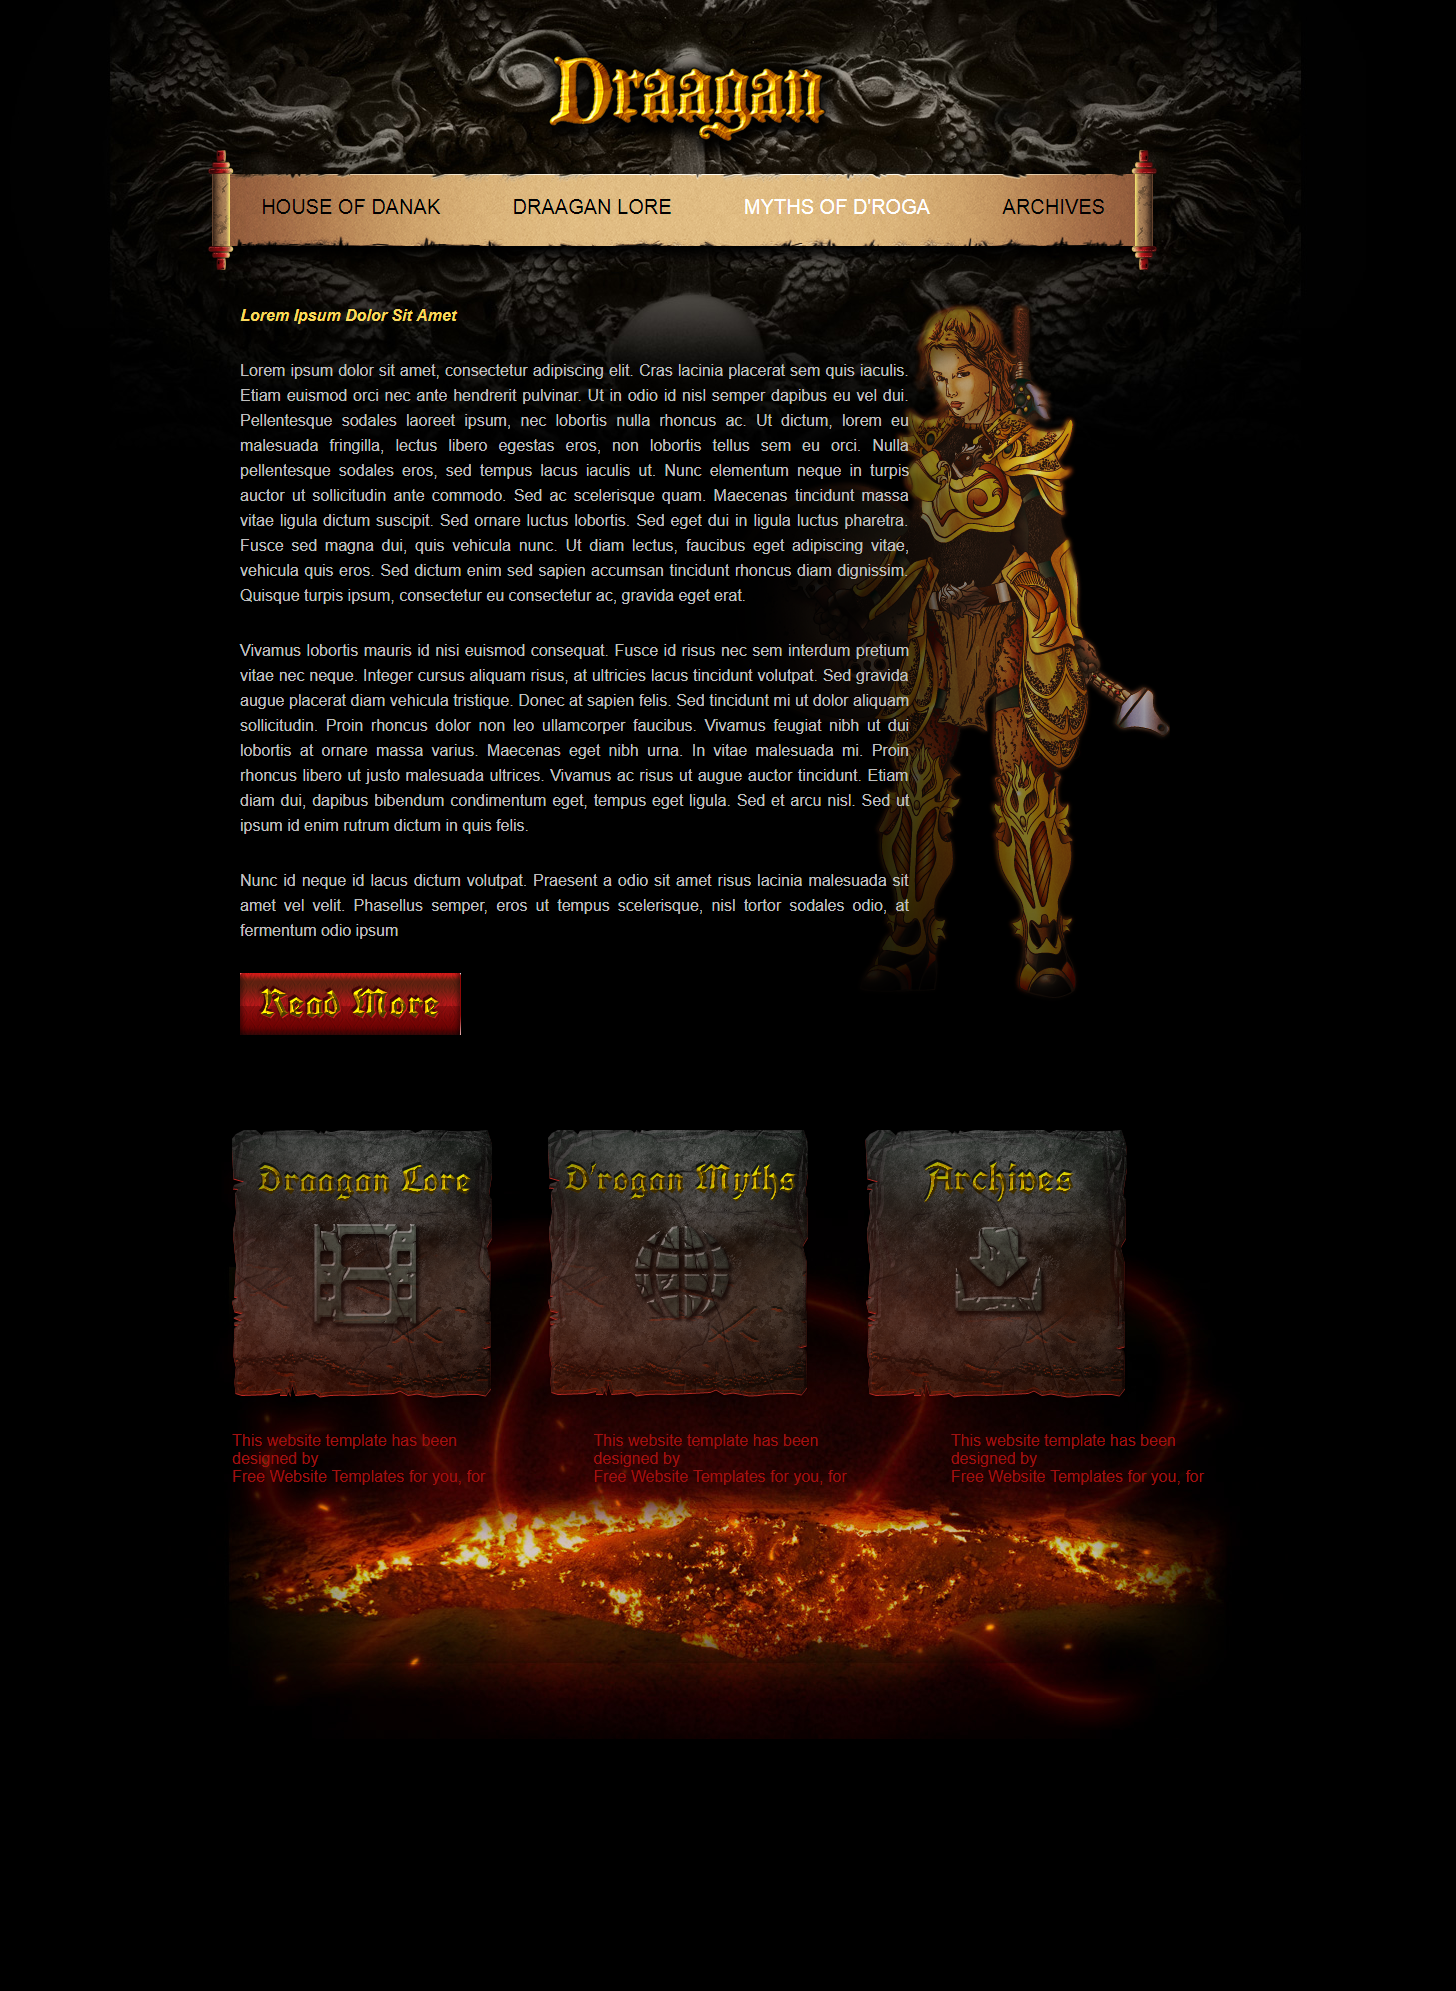 Draagan
HOUSE OF DANAK DRAAGAN LORE MYTHS OF D'ROGA ARCHIVES
Lorem Ipsum Dolor Sit Amet
Lorem ipsum dolor sit amet, consectetur adipiscing elit. Cras lacinia placerat sem quis iaculis.
Etiam euismod orci nec ante hendrerit pulvinar. Ut in odio id nisl semper dapibus eu vel dui.
Pellentesque sodales laoreet ipsum, nec lobortis nulla rhoncus ac. Ut dictum, lorem eu
malesuada fringilla, lectus libero egestas eros, non lobortis tellus sem eu orci. Nulla
pellentesque sodales eros, sed tempus lacus iaculis ut. Nunc elementum neque in turpis
auctor ut sollicitudin ante commodo. Sed ac scelerisque quam. Maecenas tincidunt massa
vitae ligula dictum suscipit. Sed ornare luctus lobortis. Sed eget dui in ligula luctus pharetra.
Fusce sed magna dui, quis vehicula nunc. Ut diam lectus, faucibus eget adipiscing vitae,
vehicula quis eros. Sed dictum enim sed sapien accumsan tincidunt rhoncus diam dignissim.
Quisque turpis ipsum, consectetur eu consectetur ac, gravida eget erat.
Vivamus lobortis mauris id nisi euismod consequat. Fusce id risus nec sem interdum pretium
vitae nec neque. Integer cursus aliquam risus, at ultricies lacus tincidunt volutpat. Sed gravida
augue placerat diam vehicula tristique. Donec at sapien felis. Sed tincidunt mi ut dolor aliquam
sollicitudin. Proin rhoncus dolor non leo ullamcorper faucibus. Vivamus feugiat nibh ut dui
lobortis at ornare massa varius. Maecenas eget nibh urna. In vitae malesuada mi. Proin
rhoncus libero ut justo malesuada ultrices. Vivamus ac risus ut augue auctor tincidunt. Etiam
diam dui, dapibus bibendum condimentum eget, tempus eget ligula. Sed et arcu nisl. Sed ut
ipsum id enim rutrum dictum in quis felis.
Nunc id neque id lacus dictum volutpat. Praesent a odio sit amet risus lacinia malesuada sit
amet vel velit. Phasellus semper, eros ut tempus scelerisque, nisl tortor sodales odio, at
fermentum odio ipsum
Read More
Draagan Lore
D'rogan Myths
Archives
This website template has been
designed by
Free Website Templates for you, for
This website template has been
designed by
Free Website Templates for you, for
This website template has been
designed by
Free Website Templates for you, for